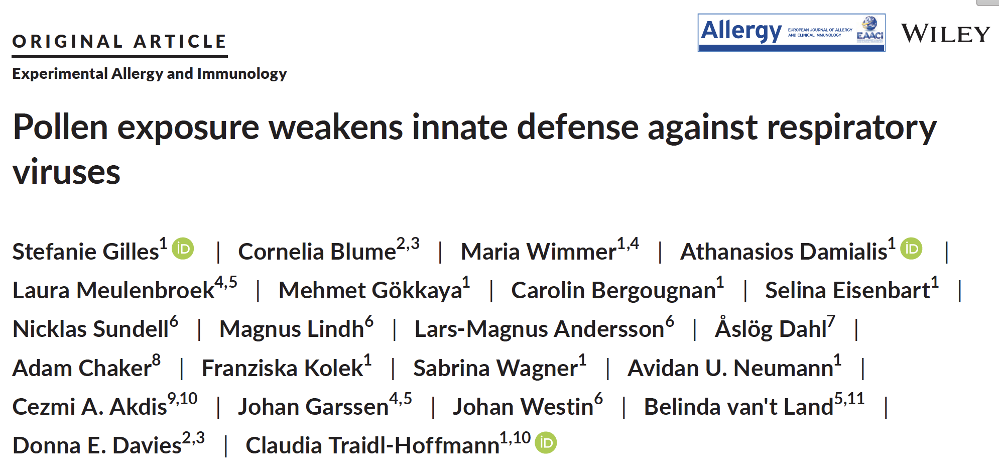 ORIGINAL ARTICLE
Allergy EUROPEAN JOURNAL OF ALLERGY
AND CLINICAL IMMUNOLOGY
EAACI
WILEY
Experimental Allergy and Immunology
Pollen exposure weakens innate defense against respiratory
viruses
Stefanie Gilles1 iD | Cornelia Blume2,3 | Maria Wimmer1,4 | Athanasios Damialis1 iD |
Laura Meulenbroek4,5 | Mehmet Gökkaya1 | Carolin Bergougnan1 | Selina Eisenbart1 |
Nicklas Sundell6 | Magnus Lindh6 | Lars-Magnus Andersson6 | Åslög Dahl7 |
Adam Chaker8 | Franziska Kolek1 | Sabrina Wagner1 | Avidan U. Neumann1 |
Cezmi A. Akdis9,10 | Johan Garssen4,5 | Johan Westin6 | Belinda van't Land5,11 |
Donna E. Davies2,3 | Claudia Traidl-Hoffmann1,10 iD